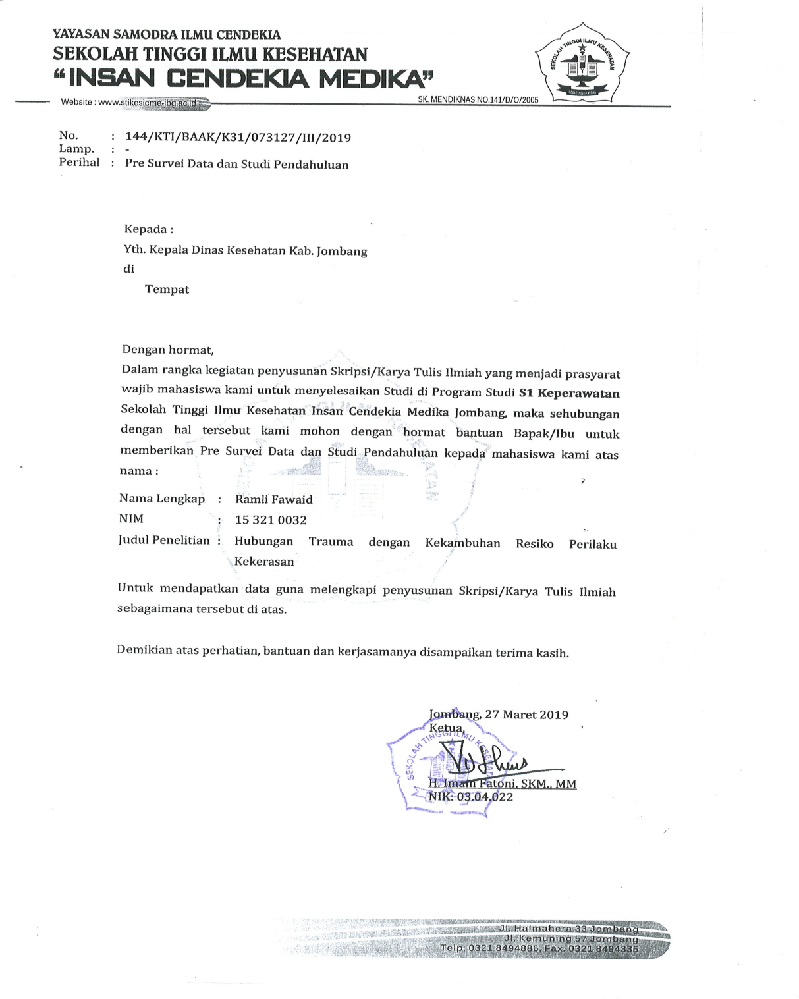 YAYASAN SAMODRA ILMU CENDEKIA
SEKOLAH TINGGI ILMU KESEHATAN
“INSAN CENDEKIA MEDIKA”
SEKOLAH TINGGI ILMU KESEHATAN
INSAN CENDEKIA MEDIKA
Website : www.stikesicme-jbg.ac.id
SK. MENDIKNAS NO.141/D/O/2005
No. : 144/KTI/BAAK/K31/073127/III/2019
Lamp. : -
Perihal : Pre Survei Data dan Studi Pendahuluan
Kepada :
Yth. Kepala Dinas Kesehatan Kab. Jombang
di
Tempat
Dengan hormat,
Dalam rangka kegiatan penyusunan Skripsi/Karya Tulis Ilmiah yang menjadi prasyarat
wajib mahasiswa kami untuk menyelesaikan Studi di Program Studi S1 Keperawatan
Sekolah Tinggi Ilmu Kesehatan Insan Cendekia Medika Jombang, maka sehubungan
dengan hal tersebut kami mohon dengan hormat bantuan Bapak/Ibu untuk
memberikan Pre Survei Data dan Studi Pendahuluan kepada mahasiswa kami atas
nama :
Nama Lengkap : Ramli Fawaid
NIM : 15 321 0032
Judul Penelitian : Hubungan Trauma dengan Kekambuhan Resiko Perilaku
Kekerasan
Untuk mendapatkan data guna melengkapi penyusunan Skripsi/Karya Tulis Ilmiah
sebagaimana tersebut di atas.
Demikian atas perhatian, bantuan dan kerjasamanya disampaikan terima kasih.
Jombang, 27 Maret 2019
Ketua,
SEKOLAH TINGGI ILMU KESEHATAN
H. Imam Fatoni, SKM., MM
NIK: 03.04.022
Jl. Halmahera 33 Jombang
Jl. Kemuning 57 Jombang
Telp. 0321 8494886, Fax. 0321 8494335